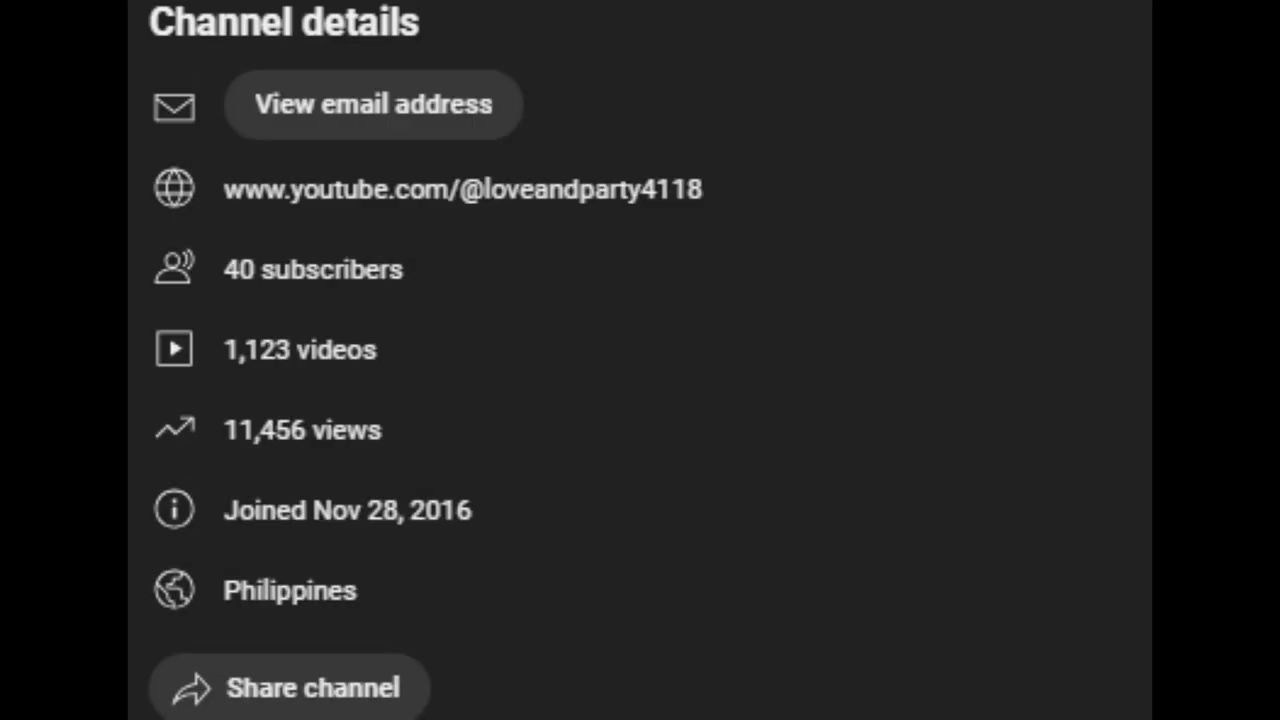 Channel details
View email address
www.youtube.com/@loveandparty4118
40 subscribers
1,123 videos
11,456 views
Joined Nov 28, 2016
Philippines
Share channel